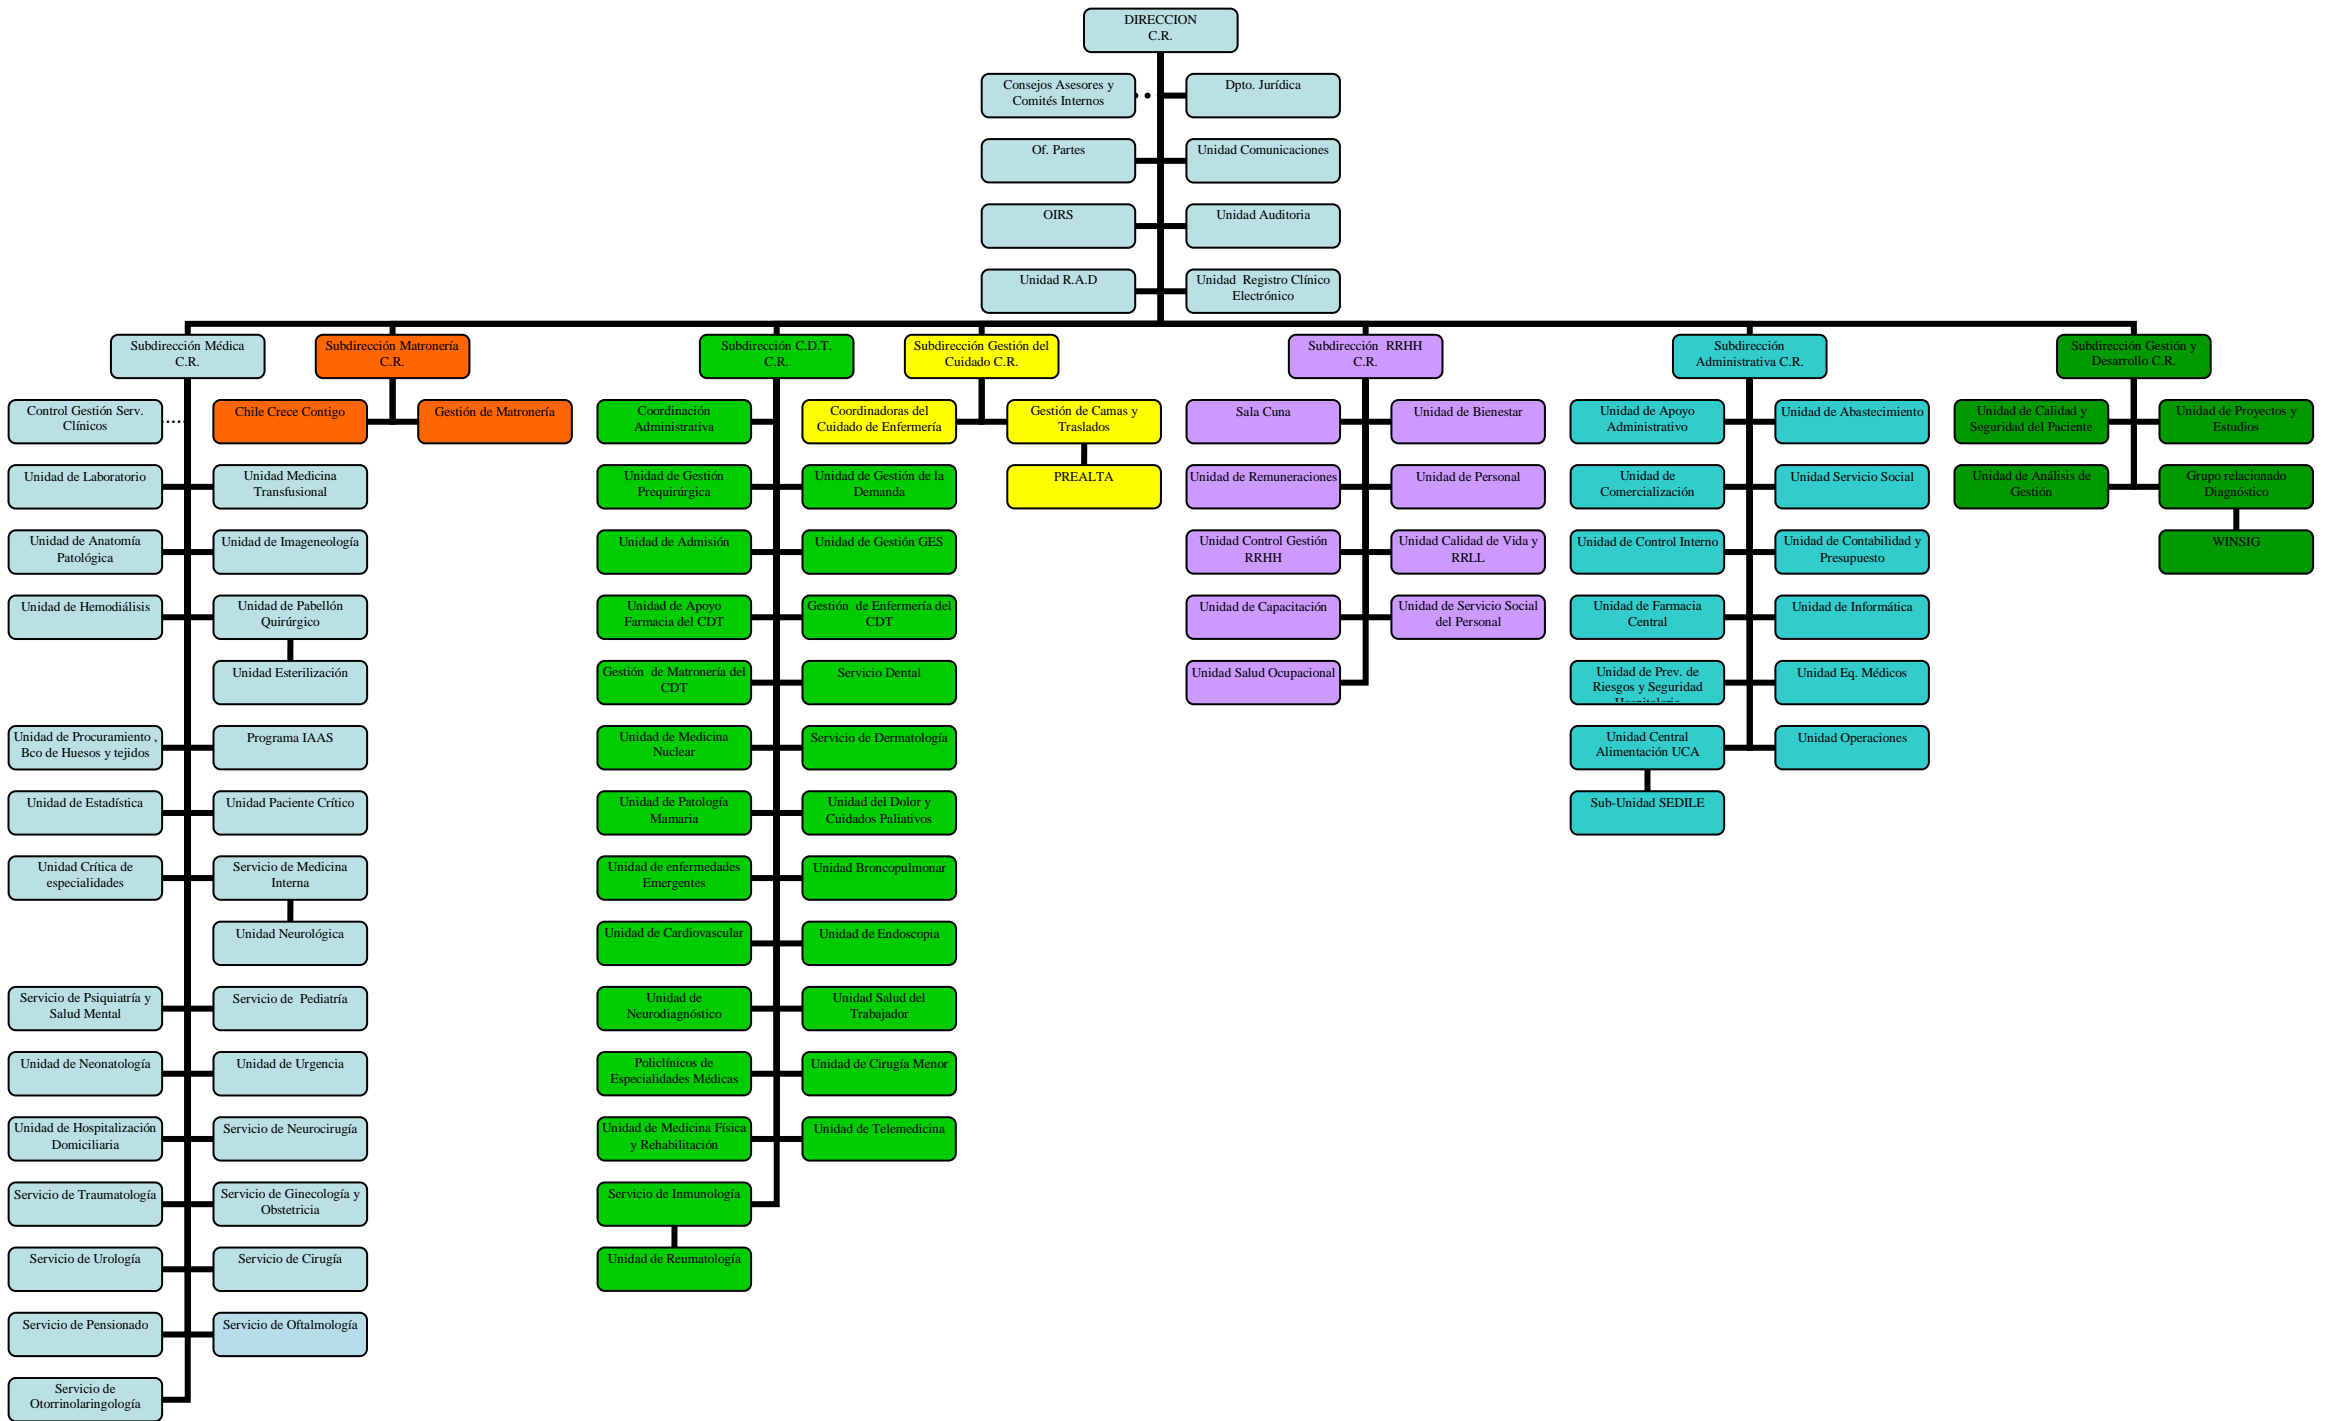 DIRECCION
C.R.
Consejos Asesores y
Comités Internos
Dpto. Jurídica
Of. Partes
Unidad Comunicaciones
OIRS
Unidad Auditoria
Unidad R.A.D
Unidad Registro Clínico
Electrónico
Subdirección Médica
C.R.
Control Gestión Serv.
Clínicos
Unidad de Laboratorio
Unidad Medicina
Transfusional
Unidad de Anatomía
Patológica
Unidad de Imageneología
Unidad de Hemodiálisis
Unidad de Pabellón
Quirúrgico
Unidad Esterilización
Unidad de Procuramiento ,
Bco de Huesos y tejidos
Programa IAAS
Unidad de Estadística
Unidad Paciente Crítico
Unidad Crítica de
especialidades
Servicio de Medicina
Interna
Unidad Neurológica
Servicio de Psiquiatría y
Salud Mental
Servicio de Pediatría
Unidad de Neonatología
Unidad de Urgencia
Unidad de Hospitalización
Domiciliaria
Servicio de Neurocirugía
Servicio de Traumatología
Servicio de Ginecología y
Obstetricia
Servicio de Urología
Servicio de Cirugía
Servicio de Pensionado
Servicio de Oftalmología
Servicio de
Otorrinolaringología
Subdirección Matronería
C.R.
Chile Crece Contigo
Gestión de Matronería
Subdirección C.D.T.
C.R.
Coordinación
Administrativa
Unidad de Gestión
Prequirúrgica
Unidad de Gestión de la
Demanda
Unidad de Admisión
Unidad de Gestión GES
Unidad de Apoyo
Farmacia del CDT
Gestión de Enfermería del
CDT
Gestión de Matronería del
CDT
Servicio Dental
Unidad de Medicina
Nuclear
Servicio de Dermatología
Unidad de Patología
Mamaria
Unidad del Dolor y
Cuidados Paliativos
Unidad de enfermedades
Emergentes
Unidad Broncopulmonar
Unidad de Cardiovascular
Unidad de Endoscopia
Unidad de
Neurodiagnóstico
Unidad Salud del
Trabajador
Policlínicos de
Especialidades Médicas
Unidad de Cirugía Menor
Unidad de Medicina Física
y Rehabilitación
Unidad de Telemedicina
Servicio de Inmunología
Unidad de Reumatología
Subdirección Gestión del
Cuidado C.R.
Coordinadoras del
Cuidado de Enfermería
Gestión de Camas y
Traslados
PREALTA
Subdirección RRHH
C.R.
Sala Cuna
Unidad de Bienestar
Unidad de Remuneraciones
Unidad de Personal
Unidad Control Gestión
RRHH
Unidad Calidad de Vida y
RRLL
Unidad de Capacitación
Unidad de Servicio Social
del Personal
Unidad Salud Ocupacional
Subdirección
Administrativa C.R.
Unidad de Apoyo
Administrativo
Unidad de Abastecimiento
Unidad de
Comercialización
Unidad Servicio Social
Unidad de Control Interno
Unidad de Contabilidad y
Presupuesto
Unidad de Farmacia
Central
Unidad de Informática
Unidad de Prev. de
Riesgos y Seguridad
Unidad Eq. Médicos
Unidad Central
Alimentación UCA
Unidad Operaciones
Sub-Unidad SEDILE
Subdirección Gestión y
Desarrollo C.R.
Unidad de Calidad y
Seguridad del Paciente
Unidad de Proyectos y
Estudios
Unidad de Análisis de
Gestión
Grupo relacionado
Diagnóstico
WINSIG